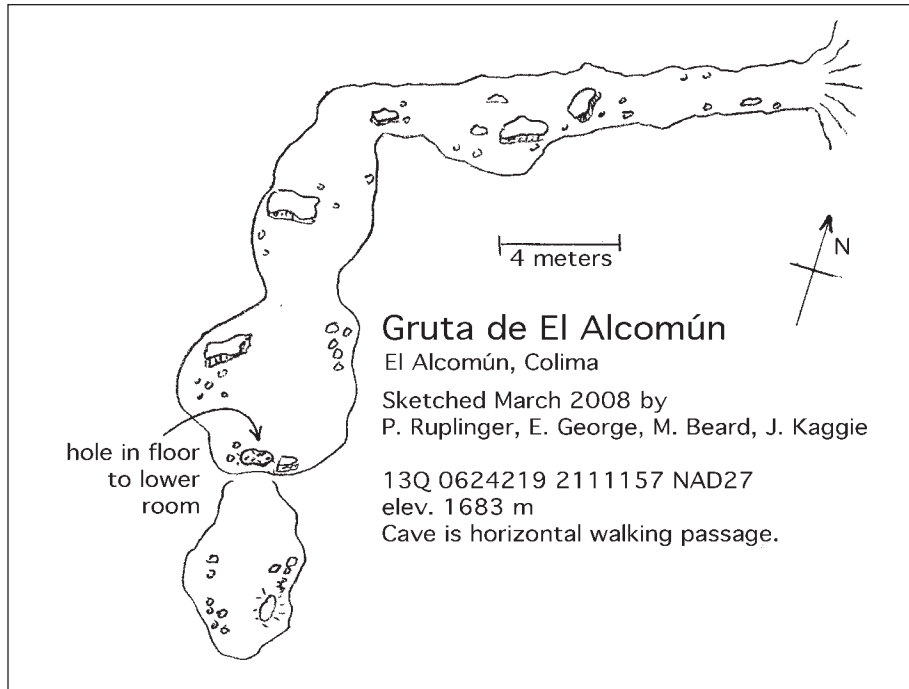 4 meters
N
Gruta de El Alcomún
El Alcomún, Colima
Sketched March 2008 by
P. Ruplinger, E. George, M. Beard, J. Kaggie
hole in floor
to lower
room
13Q 0624219 2111157 NAD27
elev. 1683 m
Cave is horizontal walking passage.